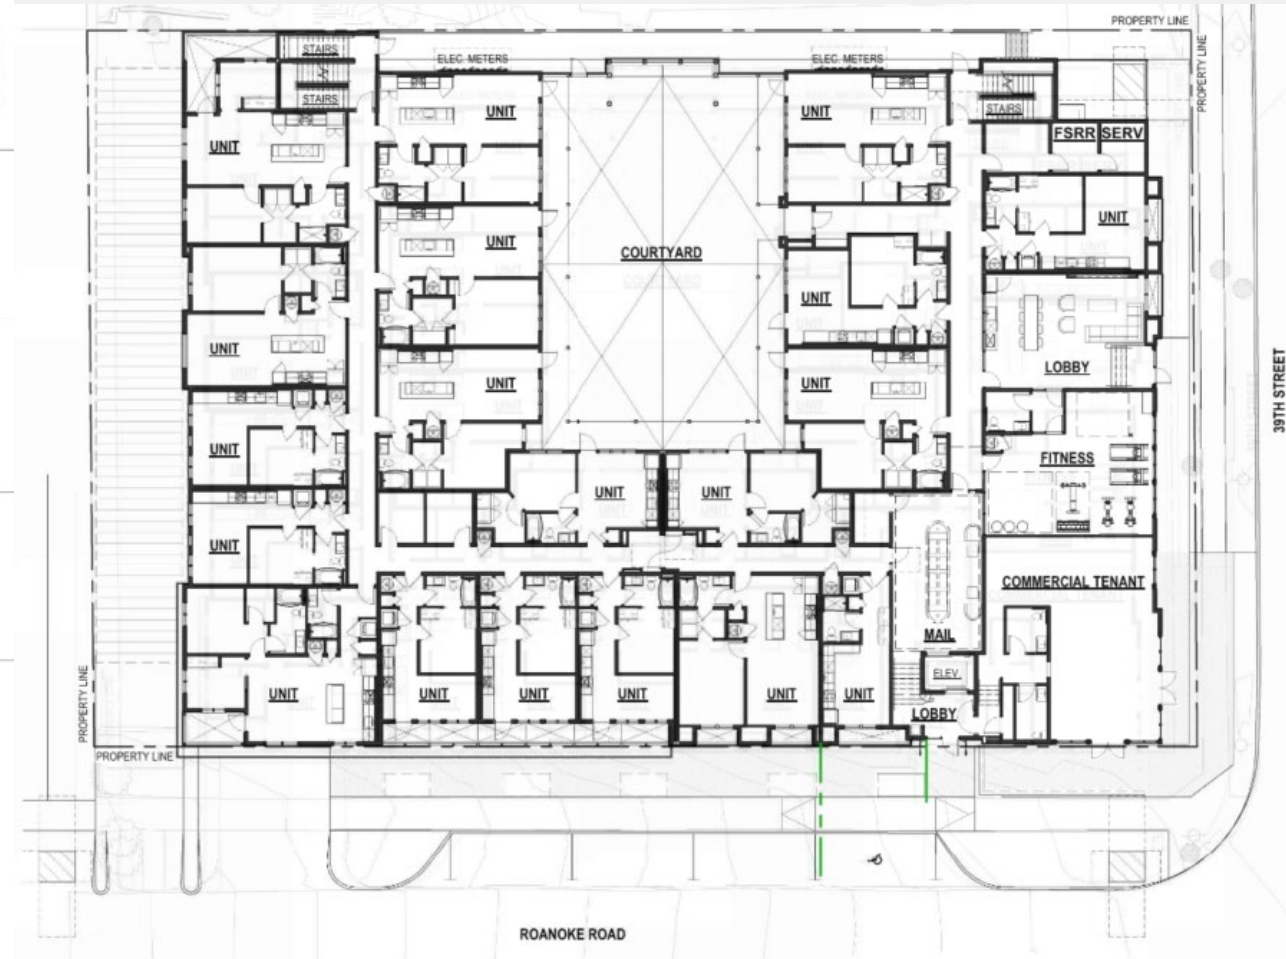 PROPERTY LINE
PROPERTY LINE
STAIRS
STAIRS
ELEC. METERS
ELEC. METERS
STAIRS
UNIT
UNIT
UNIT
FSRR
SERV
UNIT
UNIT
COURTYARD
UNIT
UNIT
UNIT
LOBBY
UNIT
UNIT
39TH STREET
UNIT
FITNESS
UNIT
UNIT
UNIT
COMMERCIAL TENANT
MAIL
ELEV.
UNIT
UNIT
UNIT
UNIT
UNIT
UNIT
LOBBY
PROPERTY LINE
PROPERTY LINE
ROANOKE ROAD